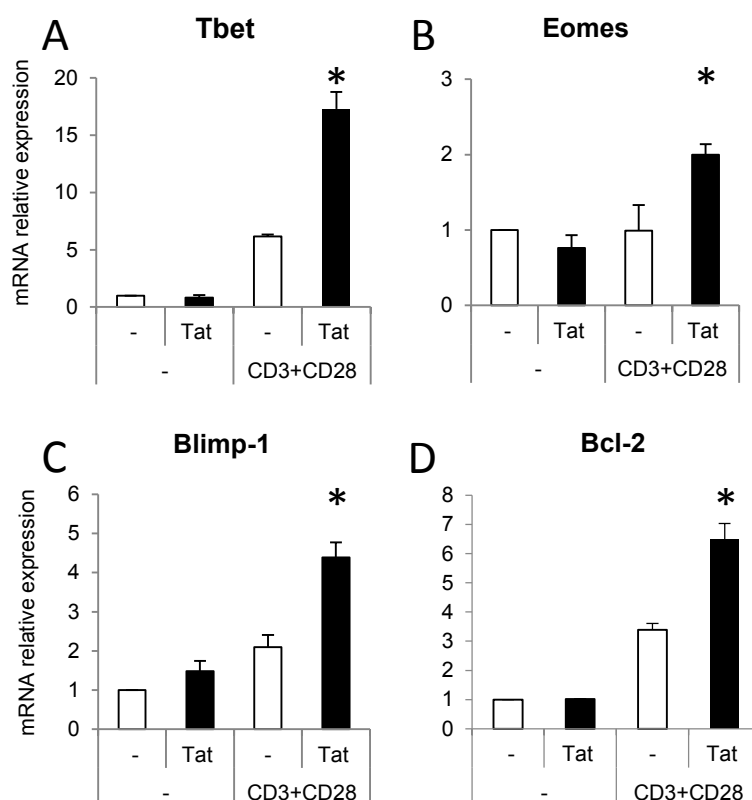 A
Tbet
mRNA relative expression
20
15
10
5
0
*
- Tat - Tat
- CD3+CD28
B
Eomes
3
2
1
0
*
- Tat - Tat
- CD3+CD28
C
Blimp-1
mRNA relative expression
6
5
4
3
2
1
0
*
- Tat - Tat
- CD3+CD28
D
Bcl-2
8
7
6
5
4
3
2
1
0
*
- Tat - Tat
- CD3+CD28